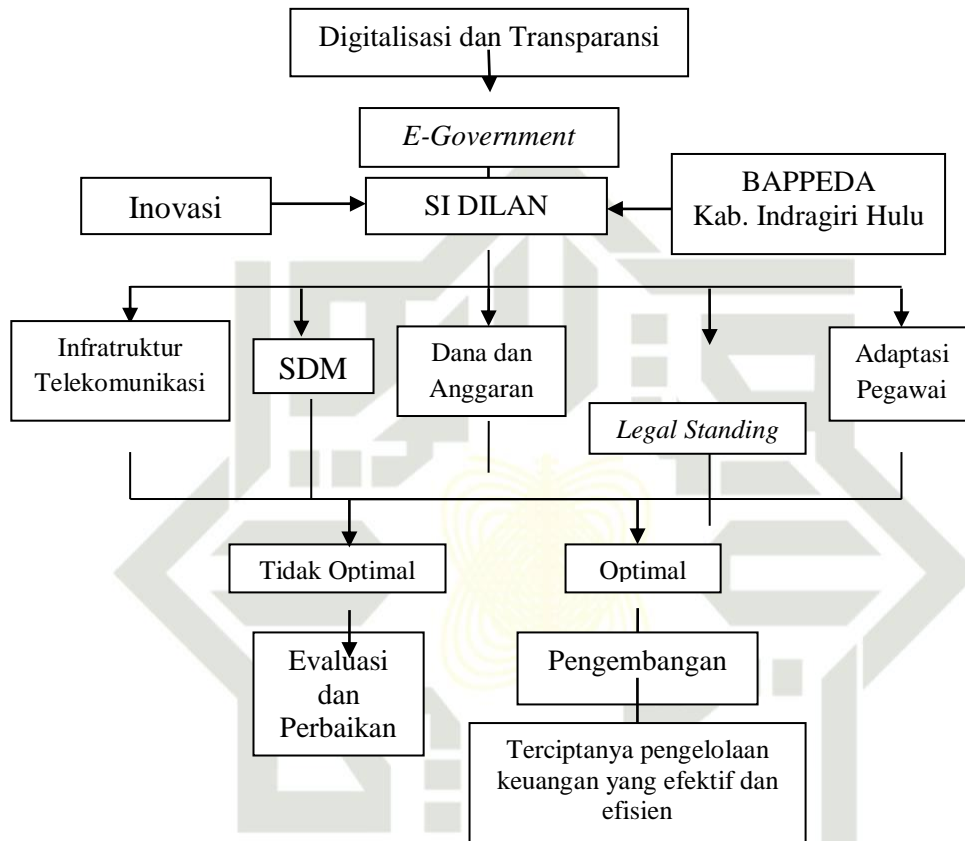 Digitalisasi dan Transparansi
E-Government
Inovasi
SI DILAN
BAPPEDA
Kab. Indragiri Hulu
Infratruktur
Telekomunikasi
SDM
Dana dan
Anggaran
Legal Standing
Adaptasi
Pegawai
Tidak Optimal
Optimal
Evaluasi
dan
Perbaikan
Pengembangan
Terciptanya pengelolaan
keuangan yang efektif dan
efisien